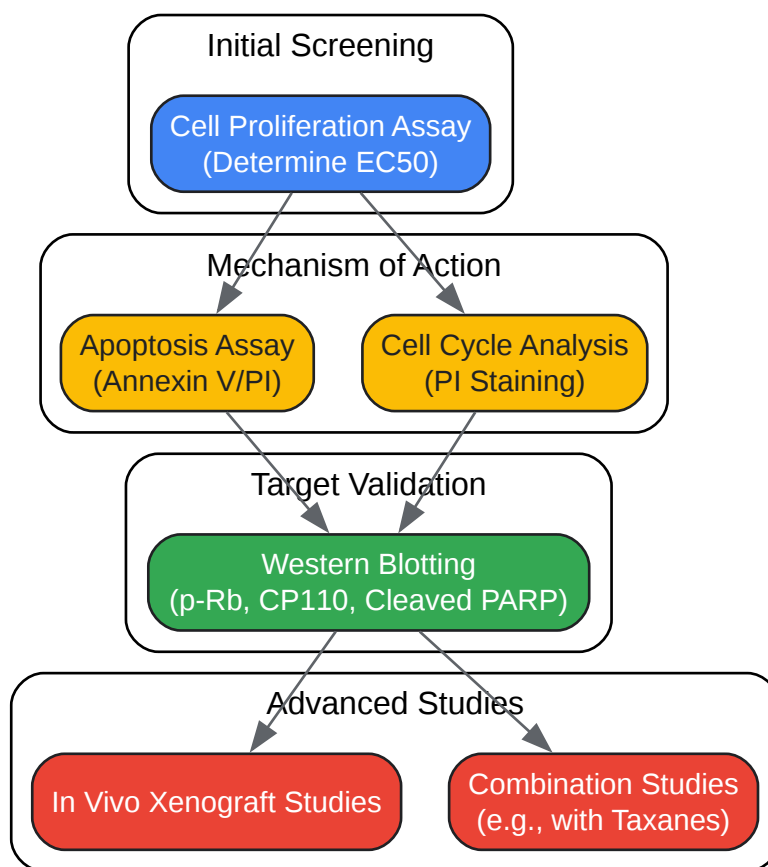 Initial Screening
Cell Proliferation Assay
(Determine EC50)
Mechanism of Action
Apoptosis Assay
(Annexin V/PI)
Cell Cycle Analysis
(PI Staining)
Target Validation
Western Blotting
(p-Rb, CP110, Cleaved PARP)
Advanced Studies
In Vivo Xenograft Studies
Combination Studies
(e.g., with Taxanes)